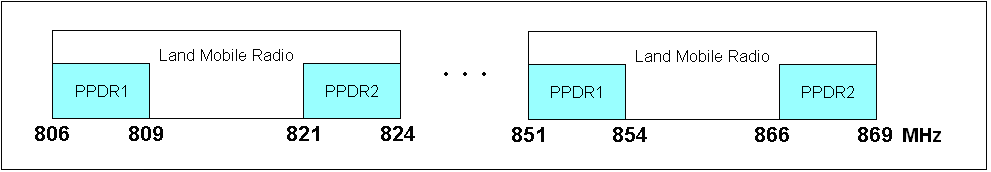 Land Mobile Radio Land Mobile Radio
PPDR1 PPDR2 . . . PPDR1 PPDR2
806 809 821 824 851 854 866 869 MHz